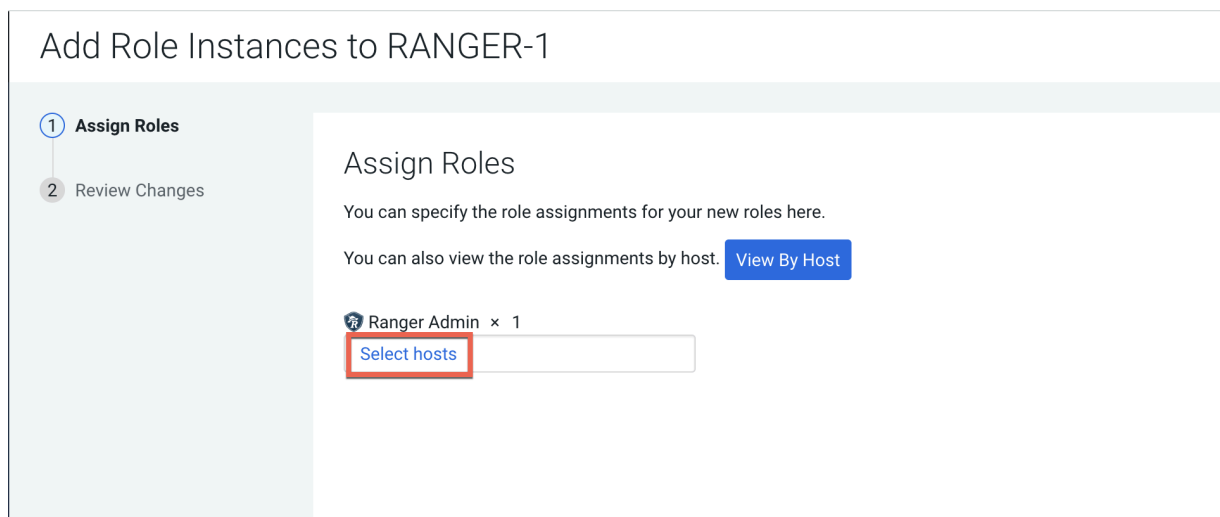 Add Role Instances to RANGER-1
1 Assign Roles
2 Review Changes
Assign Roles
You can specify the role assignments for your new roles here.
You can also view the role assignments by host. View By Host
Ranger Admin × 1
Select hosts